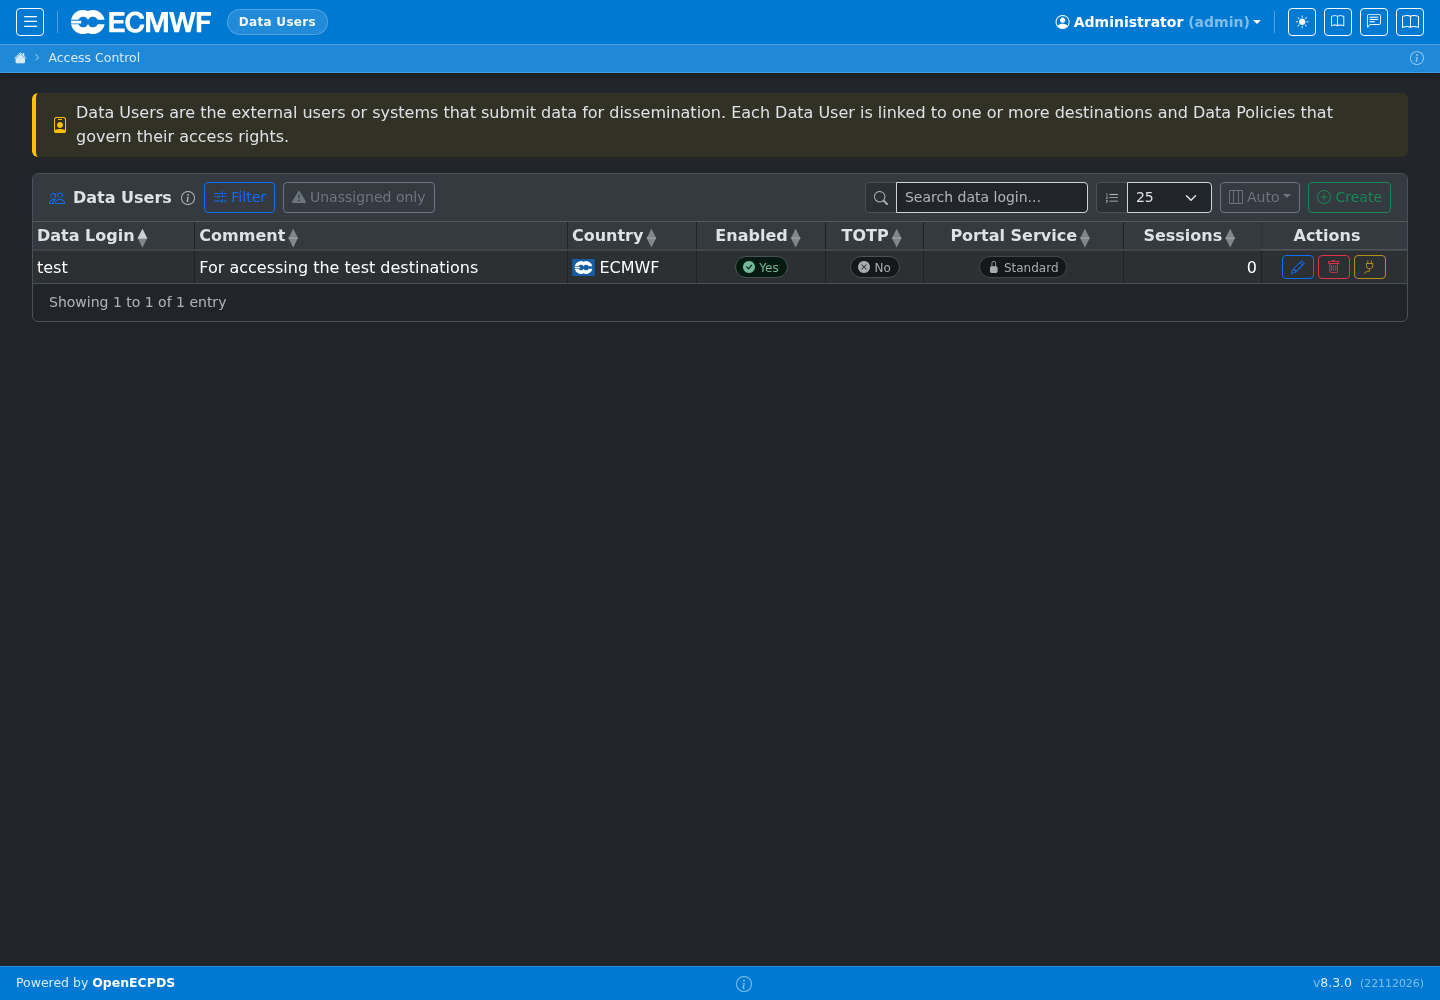 ECMWF
Data Users
Administrator (admin)
Access Control
Data Users are the external users or systems that submit data for dissemination. Each Data User is linked to one or more destinations and Data Policies that
govern their access rights.
Data Users Filter Unassigned only Search data login... 25 Auto Create
Data Login Comment Country Enabled TOTP Portal Service Sessions Actions
test For accessing the test destinations ECMWF Yes No Standard 0
Showing 1 to 1 of 1 entry
Powered by OpenECPDS
v8.3.0 (22112026)